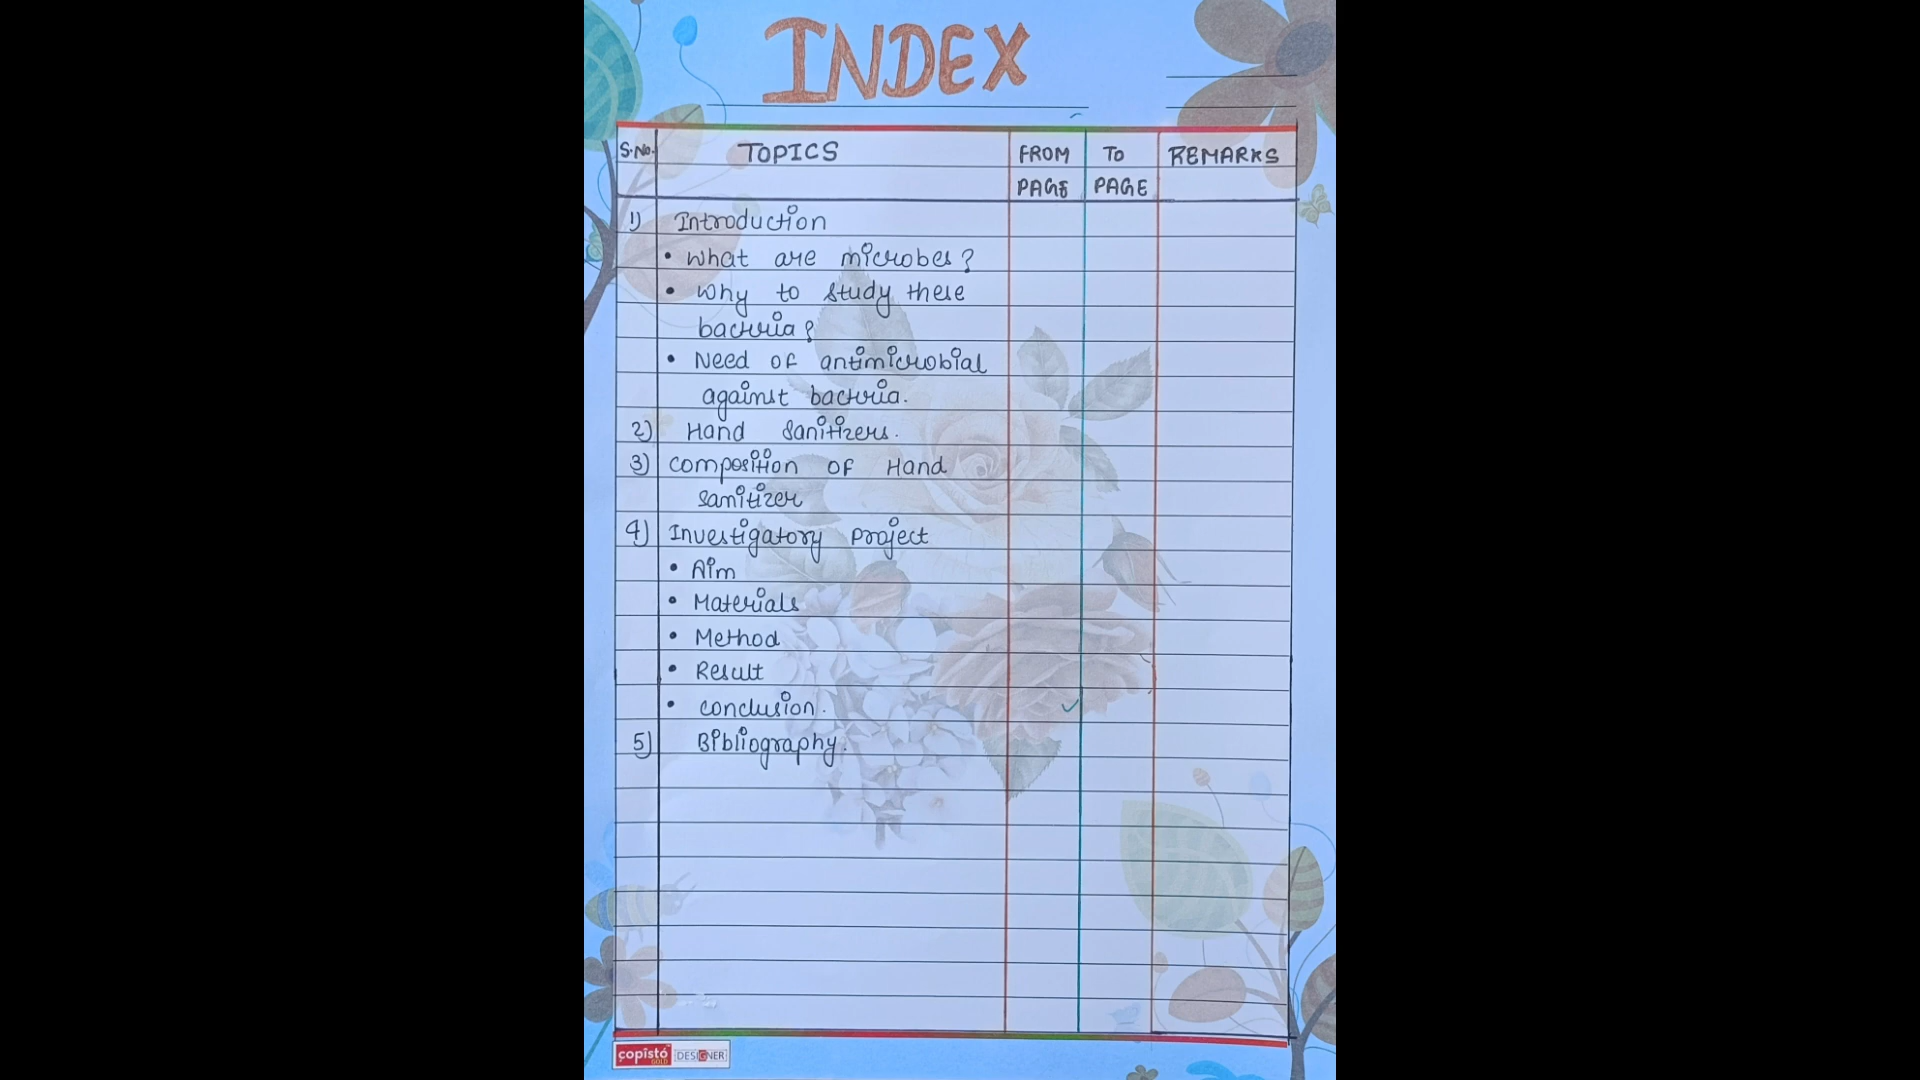 INDEX
S.No. TOPICS FROM PAGE TO PAGE REMARKS
1) Introduction
• What are microbes?
• Why to study these
bacteria?
• Need of antimicrobial
against bacteria.
2) Hand Sanitizers.
3) Composition of Hand
sanitizer
4) Investigatory project
• Aim
• Materials
• Method
• Result
• conclusion.
5) Bibliography.
copisto GOLD DESIGNER